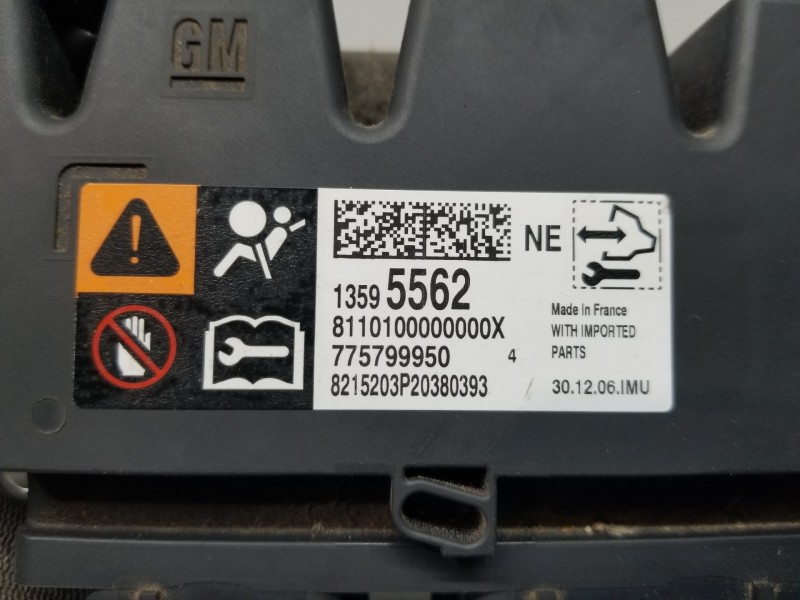 GM
NE
1359 5562
8110100000000X
775799950 4
8215203P20380393
Made In France
WITH IMPORTED
PARTS
30.12.06.IMU